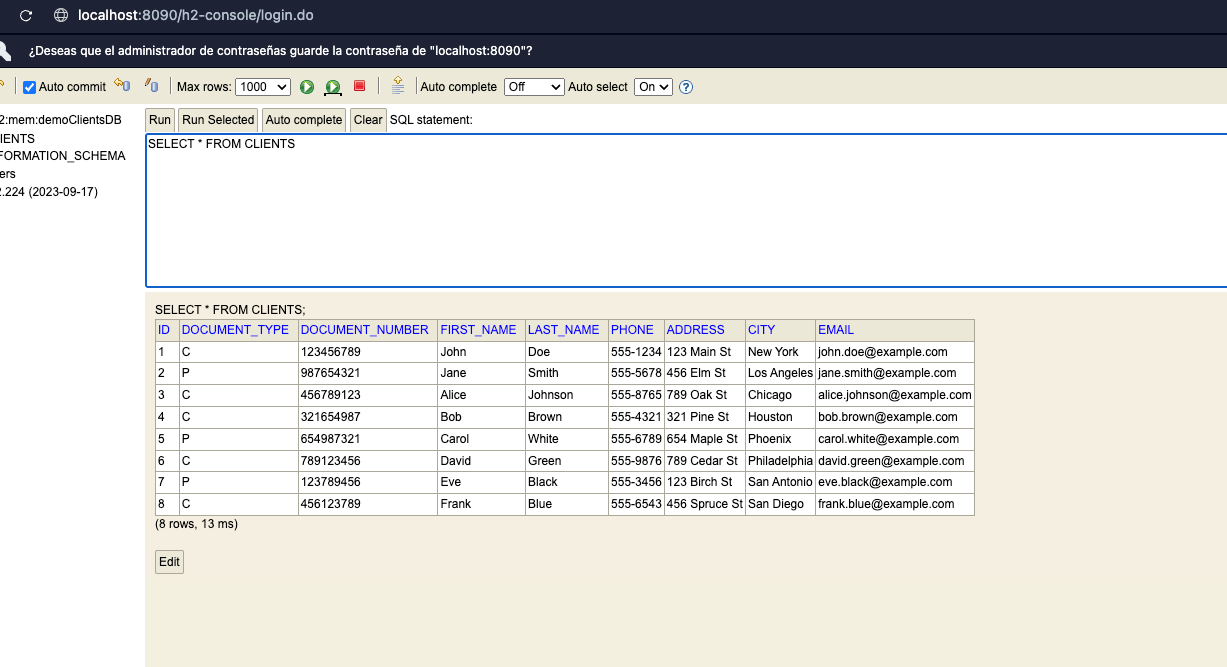 localhost:8090/h2-console/login.do
¿Deseas que el administrador de contraseñas guarde la contraseña de "localhost:8090"?
Auto commit Max rows: 1000 Auto complete Off Auto select On ?
2:mem:demoClientsDB
IENTS
FORMATION_SCHEMA
ers
2.224 (2023-09-17)
Run Run Selected Auto complete Clear SQL statement:
SELECT * FROM CLIENTS
SELECT * FROM CLIENTS;
ID DOCUMENT_TYPE DOCUMENT_NUMBER FIRST_NAME LAST_NAME PHONE ADDRESS CITY EMAIL
1 C 123456789 John Doe 555-1234 123 Main St New York john.doe@example.com
2 P 987654321 Jane Smith 555-5678 456 Elm St Los Angeles jane.smith@example.com
3 C 456789123 Alice Johnson 555-8765 789 Oak St Chicago alice.johnson@example.com
4 C 321654987 Bob Brown 555-4321 321 Pine St Houston bob.brown@example.com
5 P 654987321 Carol White 555-6789 654 Maple St Phoenix carol.white@example.com
6 C 789123456 David Green 555-9876 789 Cedar St Philadelphia david.green@example.com
7 P 123789456 Eve Black 555-3456 123 Birch St San Antonio eve.black@example.com
8 C 456123789 Frank Blue 555-6543 456 Spruce St San Diego frank.blue@example.com
(8 rows, 13 ms)
Edit